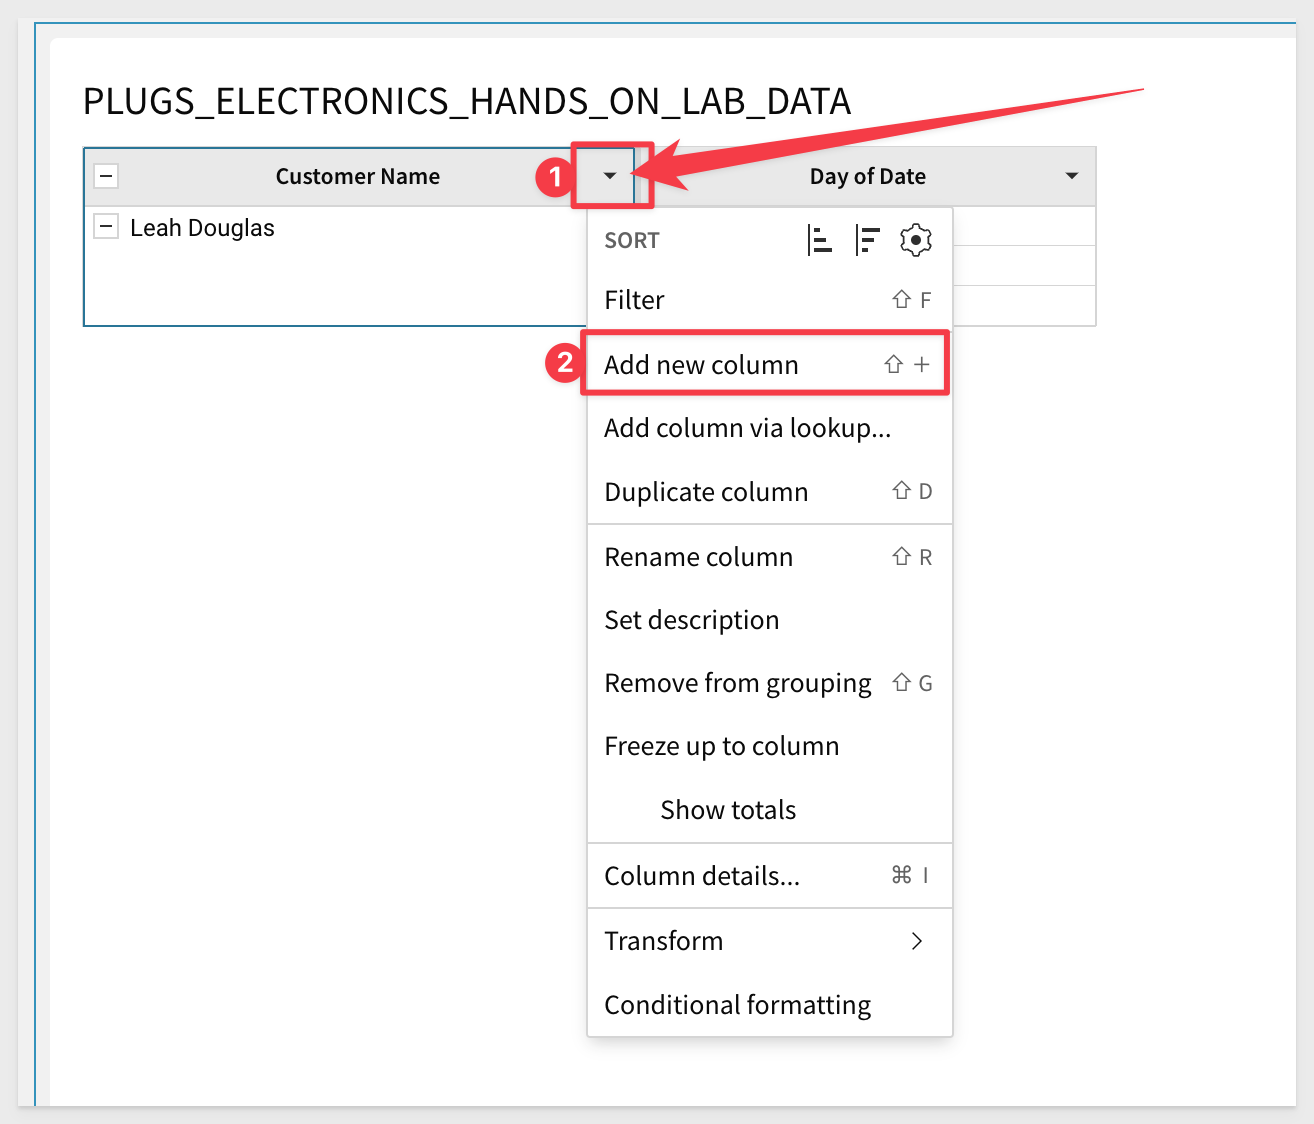 PLUGS_ELECTRONICS_HANDS_ON_LAB_DATA
Customer Name 1 Day of Date
Leah Douglas
SORT
Filter ⇧ F
2 Add new column ⇧ +
Add column via lookup...
Duplicate column ⇧ D
Rename column ⇧ R
Set description
Remove from grouping ⇧ G
Freeze up to column
Show totals
Column details... ⌘ I
Transform
Conditional formatting